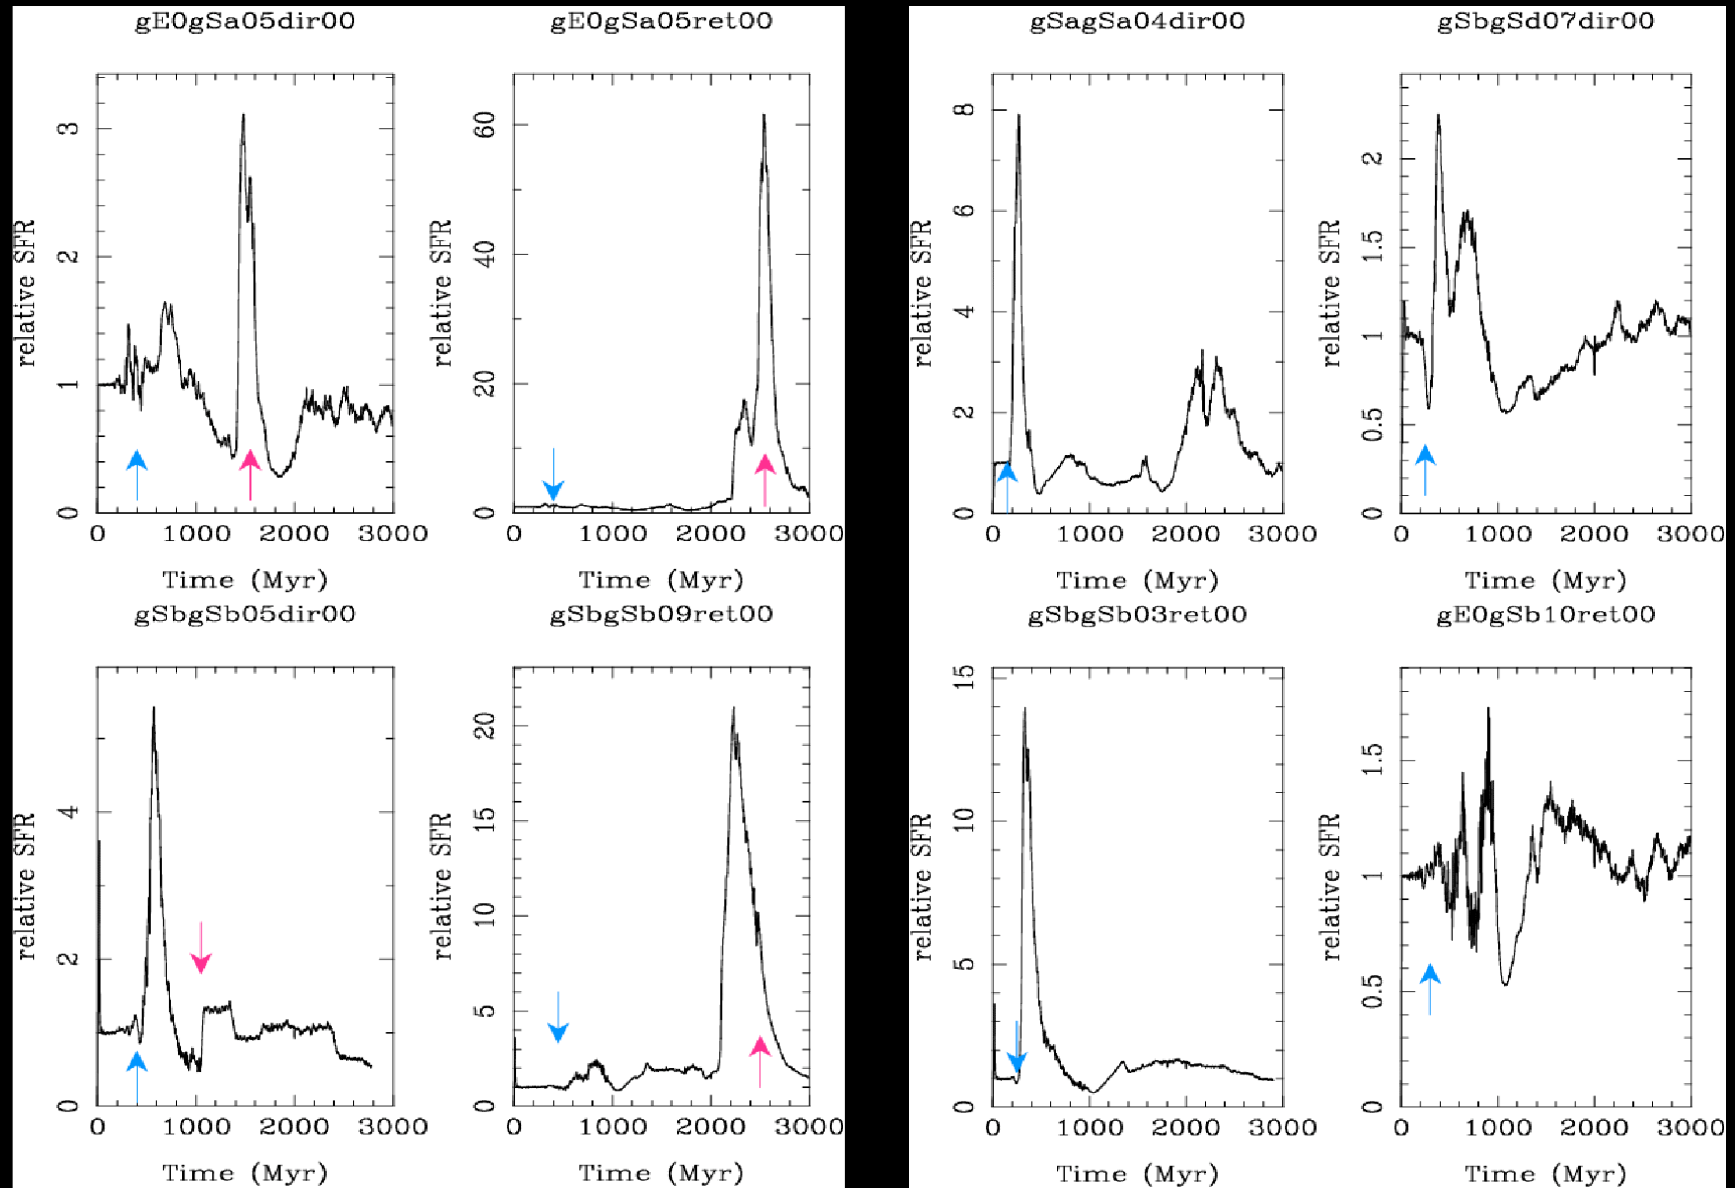 gE0gSa05dir00
relative SFR
3
2
1
0
0 1000 2000 3000
Time (Myr)
gE0gSa05ret00
relative SFR
60
40
20
0
0 1000 2000 3000
Time (Myr)
gSagSa04dir00
relative SFR
8
6
4
2
0
0 1000 2000 3000
Time (Myr)
gSbgSd07dir00
relative SFR
2
1.5
1
0.5
0
0 1000 2000 3000
Time (Myr)
gSbgSb05dir00
relative SFR
4
2
0
0 1000 2000 3000
Time (Myr)
gSbgSb09ret00
relative SFR
20
15
10
5
0
0 1000 2000 3000
Time (Myr)
gSbgSb03ret00
relative SFR
15
10
5
0
0 1000 2000 3000
Time (Myr)
gE0gSb10ret00
relative SFR
1.5
1
0.5
0
0 1000 2000 3000
Time (Myr)